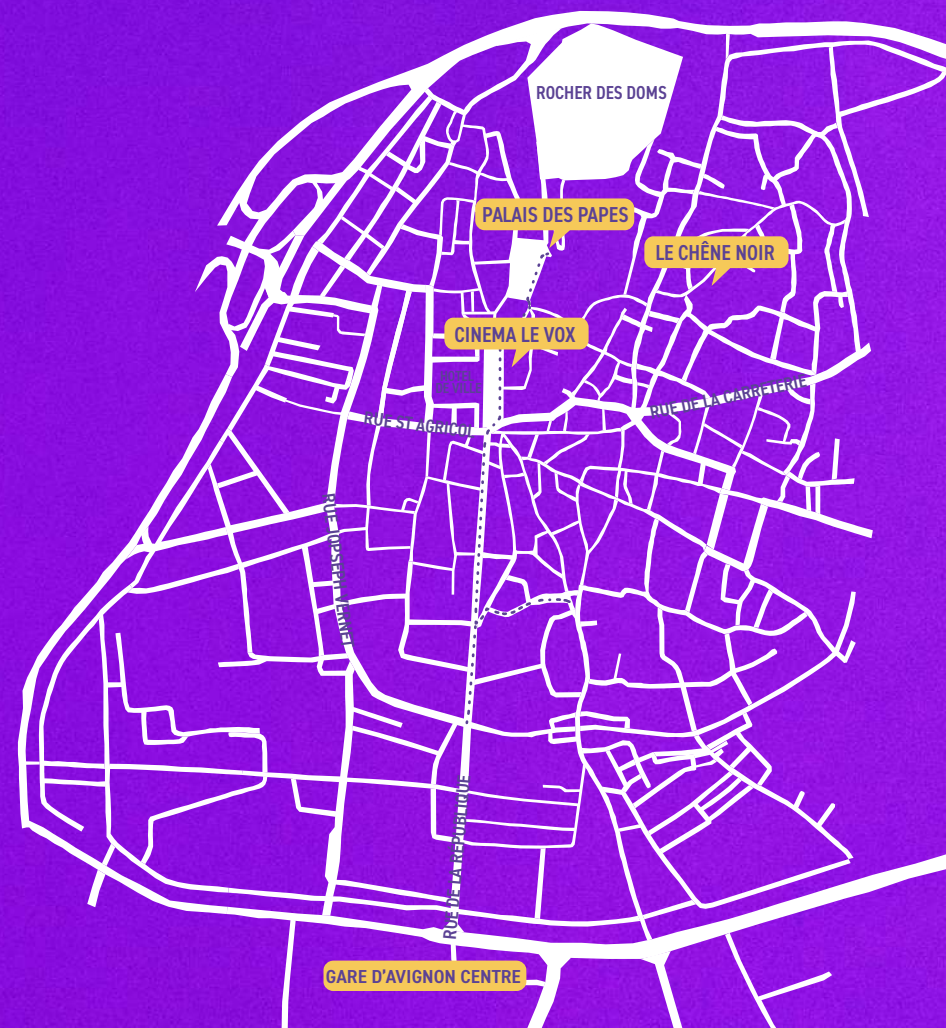 ROCHER DES DOMS
PALAIS DES PAPES
LE CHÊNE NOIR
CINEMA LE VOX
RUE DE LA CARRETERIE
RUE ST AGRICOL
RUE JOSEPH VERNET
RUE DE LA REPUBLIQUE
GARE D'AVIGNON CENTRE